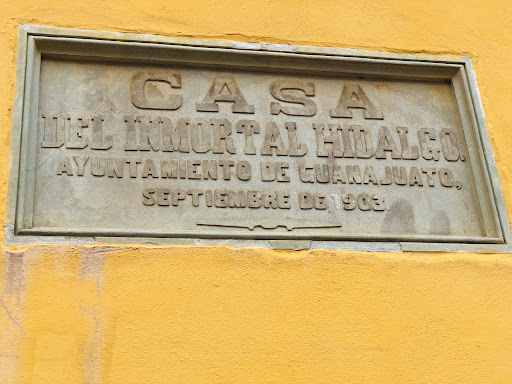 CASA
DEL INMORTAL HIDALGO.
AYUNTAMIENTO DE GUANAJUATO,
SEPTIEMBRE DE 1903.